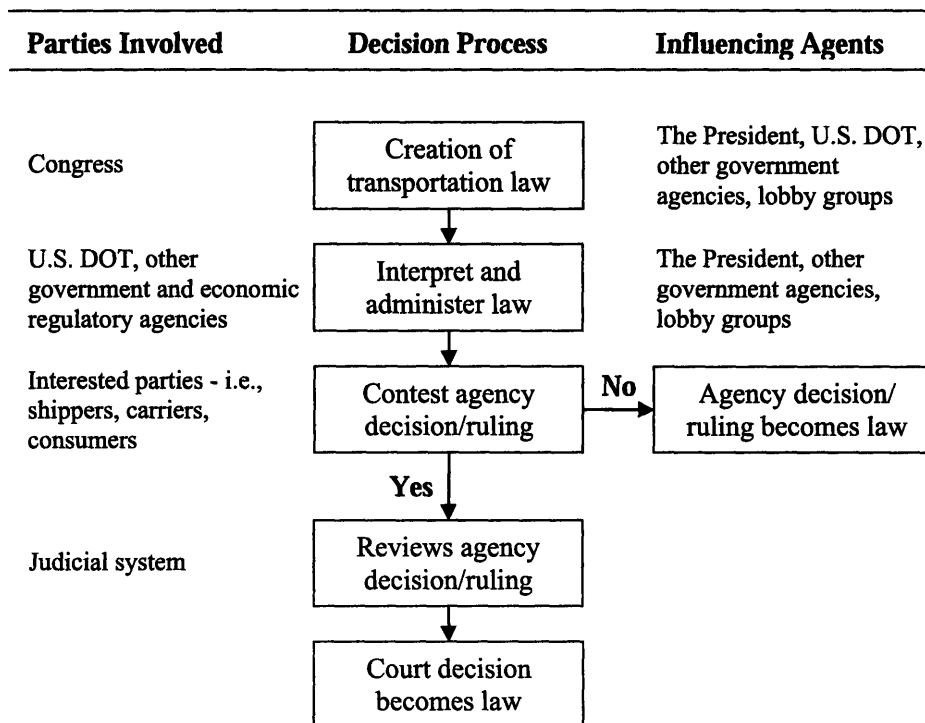 Parties Involved
Decision Process
Influencing Agents
Congress
Creation of
transportation law
The President, U.S. DOT,
other government
agencies, lobby groups
U.S. DOT, other
government and economic
regulatory agencies
Interpret and
administer law
The President, other
government agencies,
lobby groups
Interested parties - i.e.,
shippers, carriers,
consumers
Contest agency
decision/ruling
No
Agency decision/
ruling becomes law
Yes
Judicial system
Reviews agency
decision/ruling
Court decision
becomes law